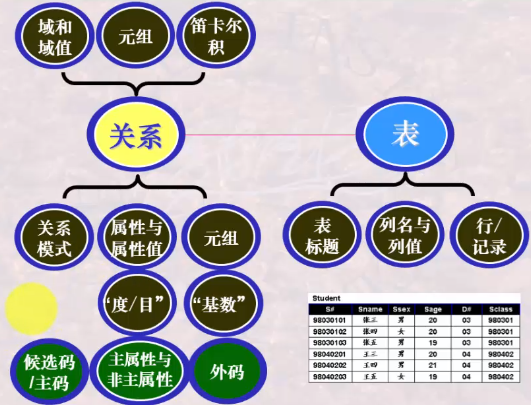 域和
域值
元组
笛卡尔
积
关系
表
关系
模式
属性与
属性值
元组
表
标题
列名与
列值
行/
记录
“度/目”
“基数”
候选码
/主码
主属性与
非主属性
外码
Student
S# Sname Ssex Sage D# Sclass
98030101 张三 男 20 03 980301
98030102 张四 女 20 03 980301
98030103 张五 男 19 03 980301
98040201 王三 男 20 04 980402
98040202 王四 男 21 04 980402
98040203 王五 女 19 04 980402